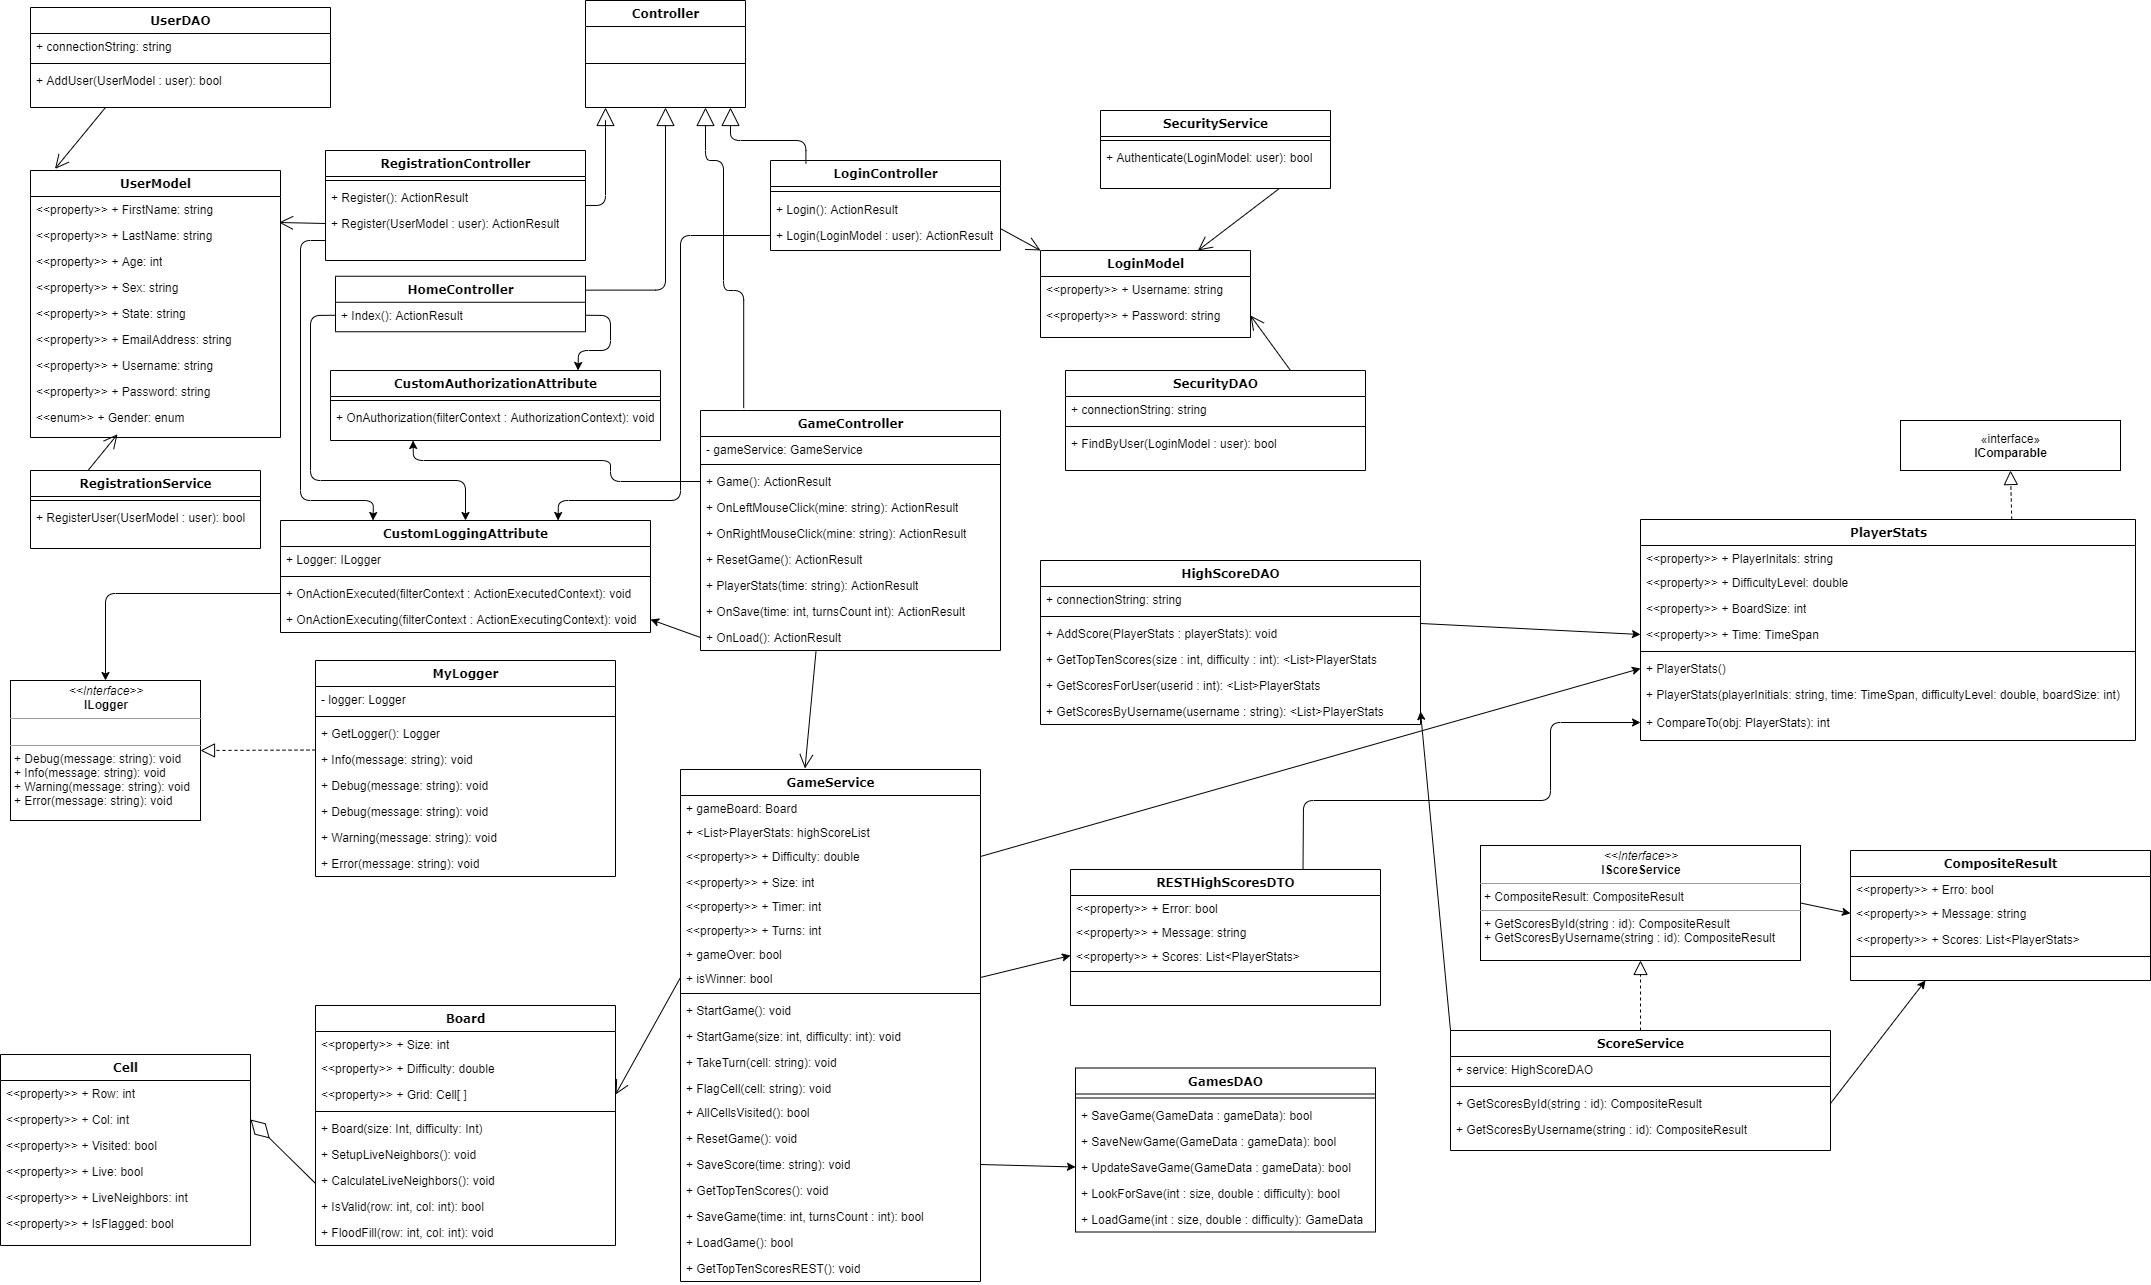 UserDAO
+ connectionString: string
+ AddUser(UserModel : user): bool
Controller
UserModel
<<property>> + FirstName: string
<<property>> + LastName: string
<<property>> + Age: int
<<property>> + Sex: string
<<property>> + State: string
<<property>> + EmailAddress: string
<<property>> + Username: string
<<property>> + Password: string
<<enum>> + Gender: enum
RegistrationController
+ Register(): ActionResult
+ Register(UserModel : user): ActionResult
LoginController
+ Login(): ActionResult
+ Login(LoginModel : user): ActionResult
SecurityService
+ Authenticate(LoginModel: user): bool
LoginModel
<<property>> + Username: string
<<property>> + Password: string
HomeController
+ Index(): ActionResult
CustomAuthorizationAttribute
+ OnAuthorization(filterContext : AuthorizationContext): void
SecurityDAO
+ connectionString: string
+ FindByUser(LoginModel : user): bool
RegistrationService
+ RegisterUser(UserModel : user): bool
GameController
- gameService: GameService
+ Game(): ActionResult
+ OnLeftMouseClick(mine: string): ActionResult
+ OnRightMouseClick(mine: string): ActionResult
+ ResetGame(): ActionResult
+ PlayerStats(time: string): ActionResult
+ OnSave(time: int, turnsCount int): ActionResult
+ OnLoad(): ActionResult
«interface»
IComparable
CustomLoggingAttribute
+ Logger: ILogger
+ OnActionExecuted(filterContext : ActionExecutedContext): void
+ OnActionExecuting(filterContext : ActionExecutingContext): void
PlayerStats
<<property>> + PlayerInitals: string
<<property>> + DifficultyLevel: double
<<property>> + BoardSize: int
<<property>> + Time: TimeSpan
+ PlayerStats()
+ PlayerStats(playerInitials: string, time: TimeSpan, difficultyLevel: double, boardSize: int)
+ CompareTo(obj: PlayerStats): int
HighScoreDAO
+ connectionString: string
+ AddScore(PlayerStats : playerStats): void
+ GetTopTenScores(size : int, difficulty : int): <List>PlayerStats
+ GetScoresForUser(userid : int): <List>PlayerStats
+ GetScoresByUsername(username : string): <List>PlayerStats
<<Interface>>
ILogger
+ Debug(message: string): void
+ Info(message: string): void
+ Warning(message: string): void
+ Error(message: string): void
MyLogger
- logger: Logger
+ GetLogger(): Logger
+ Info(message: string): void
+ Debug(message: string): void
+ Debug(message: string): void
+ Warning(message: string): void
+ Error(message: string): void
GameService
+ gameBoard: Board
+ <List>PlayerStats: highScoreList
<<property>> + Difficulty: double
<<property>> + Size: int
<<property>> + Timer: int
<<property>> + Turns: int
+ gameOver: bool
+ isWinner: bool
+ StartGame(): void
+ StartGame(size: int, difficulty: int): void
+ TakeTurn(cell: string): void
+ FlagCell(cell: string): void
+ AllCellsVisited(): bool
+ ResetGame(): void
+ SaveScore(time: string): void
+ GetTopTenScores(): void
+ SaveGame(time: int, turnsCount : int): bool
+ LoadGame(): bool
+ GetTopTenScoresREST(): void
RESTHighScoresDTO
<<property>> + Error: bool
<<property>> + Message: string
<<property>> + Scores: List<PlayerStats>
<<Interface>>
IScoreService
+ CompositeResult: CompositeResult
+ GetScoresById(string : id): CompositeResult
+ GetScoresByUsername(string : id): CompositeResult
CompositeResult
<<property>> + Erro: bool
<<property>> + Message: string
<<property>> + Scores: List<PlayerStats>
Board
<<property>> + Size: int
<<property>> + Difficulty: double
<<property>> + Grid: Cell[ ]
+ Board(size: Int, difficulty: Int)
+ SetupLiveNeighbors(): void
+ CalculateLiveNeighbors(): void
+ IsValid(row: int, col: int): bool
+ FloodFill(row: int, col: int): void
Cell
<<property>> + Row: int
<<property>> + Col: int
<<property>> + Visited: bool
<<property>> + Live: bool
<<property>> + LiveNeighbors: int
<<property>> + IsFlagged: bool
GamesDAO
+ SaveGame(GameData : gameData): bool
+ SaveNewGame(GameData : gameData): bool
+ UpdateSaveGame(GameData : gameData): bool
+ LookForSave(int : size, double : difficulty): bool
+ LoadGame(int : size, double : difficulty): GameData
ScoreService
+ service: HighScoreDAO
+ GetScoresById(string : id): CompositeResult
+ GetScoresByUsername(string : id): CompositeResult